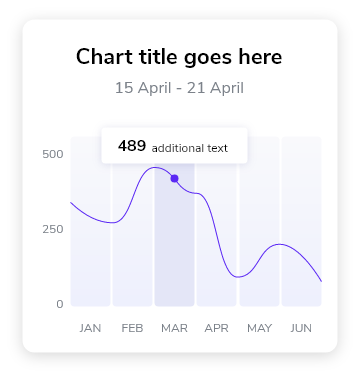 Chart title goes here
15 April - 21 April
489 additional text
500
250
0
JAN FEB MAR APR MAY JUN